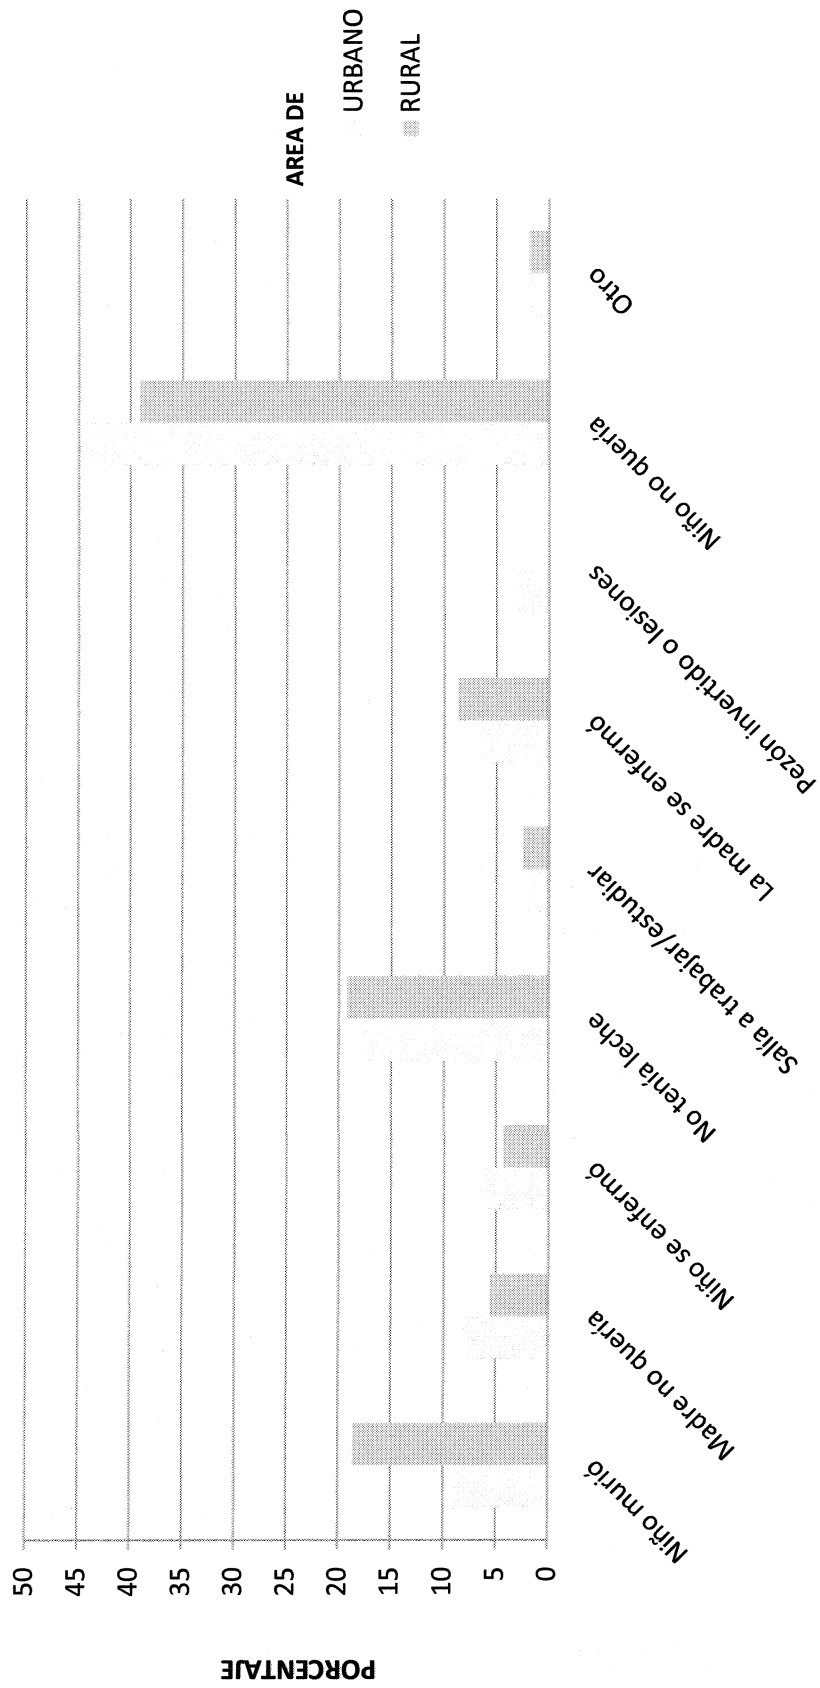 PORCENTAJE
50
45
40
35
30
25
20
15
10
5
0
Niño murió
Madre no quería
Niño se enfermó
No tenía leche
Salía a trabajar/estudiar
La madre se enfermó
Pezón invertido o lesiones
Niño no quería
Otro
AREA DE
URBANO
RURAL